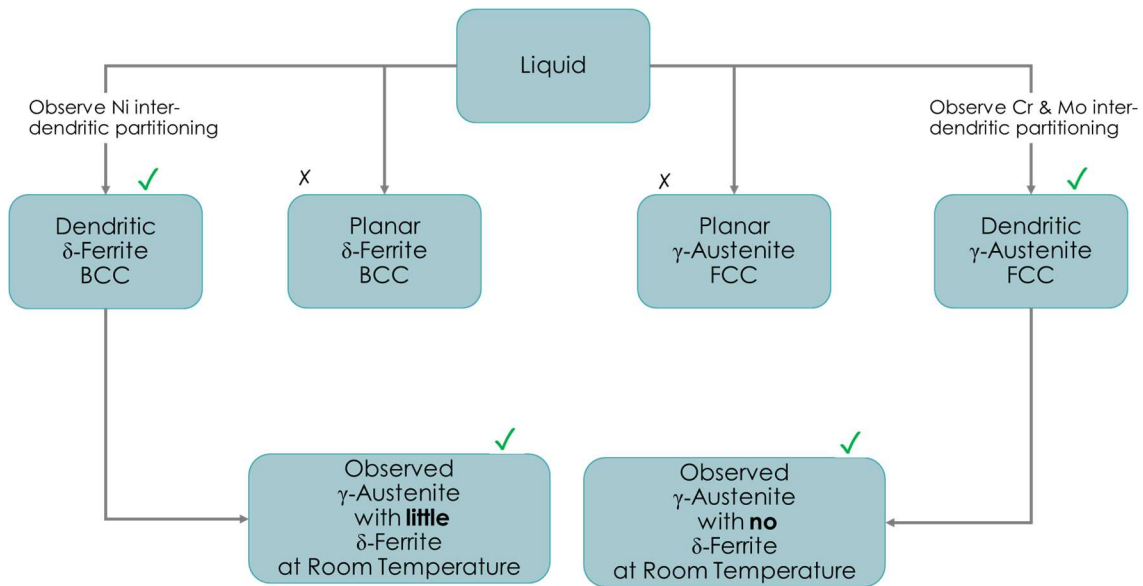 Liquid
Observe Ni inter-
dendritic partitioning
Observe Cr & Mo inter-
dendritic partitioning
✓
X
X
✓
Dendritic
δ-Ferrite
BCC
Planar
δ-Ferrite
BCC
Planar
γ-Austenite
FCC
Dendritic
γ-Austenite
FCC
✓
✓
Observed
γ-Austenite
with little
δ-Ferrite
at Room Temperature
Observed
γ-Austenite
with no
δ-Ferrite
at Room Temperature